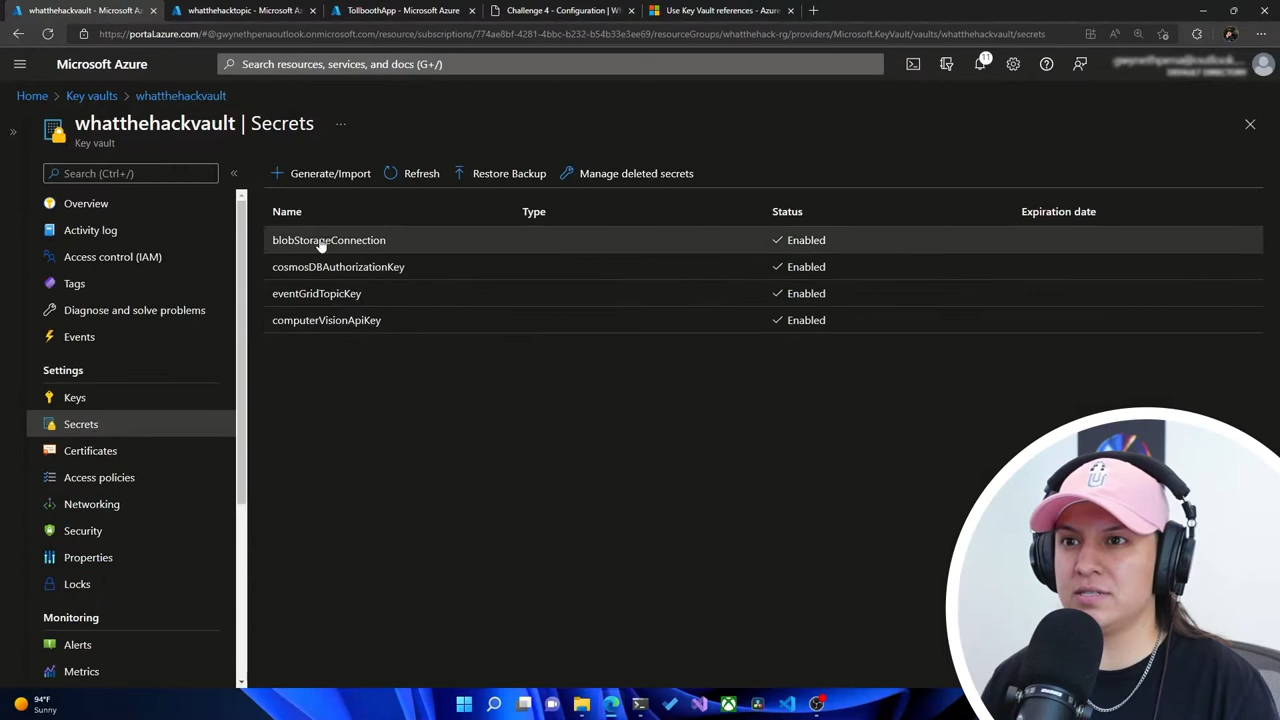 whatthehackvault - Microsoft Az
whatthehacktopic - Microsoft Az
TollboothApp - Microsoft Azure
Challenge 4 - Configuration | Wh
Use Key Vault references - Azure
https://portal.azure.com/#@gwynethpenaoutlook.onmicrosoft.com/resource/subscriptions/774ae8bf-4281-4bbc-b232-b54b33e3ee69/resourceGroups/whatthehack-rg/providers/Microsoft.KeyVault/vaults/whatthehackvault/secrets
Microsoft Azure
Search resources, services, and docs (G+/)
11
Home > Key vaults > whatthehackvault
whatthehackvault | Secrets ...
Key vault
Search (Ctrl+/)
«
Generate/Import
Refresh
Restore Backup
Manage deleted secrets
Overview
Activity log
Access control (IAM)
Tags
Diagnose and solve problems
Events
Settings
Keys
Secrets
Certificates
Access policies
Networking
Security
Properties
Locks
Monitoring
Alerts
Metrics
Name Type Status Expiration date
blobStorageConnection Enabled
cosmosDBAuthorizationKey Enabled
eventGridTopicKey Enabled
computerVisionApiKey Enabled
94°F
Sunny